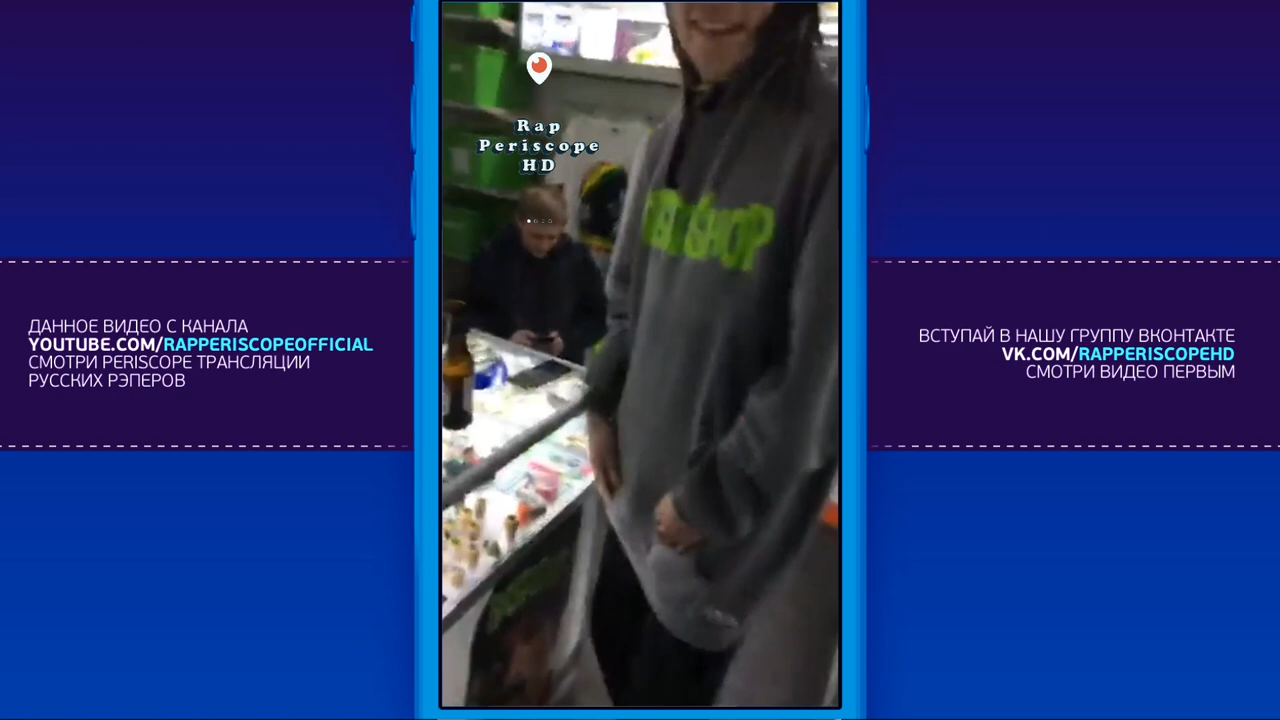 ДАННОЕ ВИДЕО С КАНАЛА
YOUTUBE.COM/RAPPERISCOPEOFFICIAL
СМОТРИ PERISCOPE ТРАНСЛЯЦИИ
РУССКИХ РЭПЕРОВ
Rap
Periscope
HD
ВСТУПАЙ В НАШУ ГРУППУ ВКОНТАКТЕ
VK.COM/RAPPERISCOPEHD
СМОТРИ ВИДЕО ПЕРВЫМ